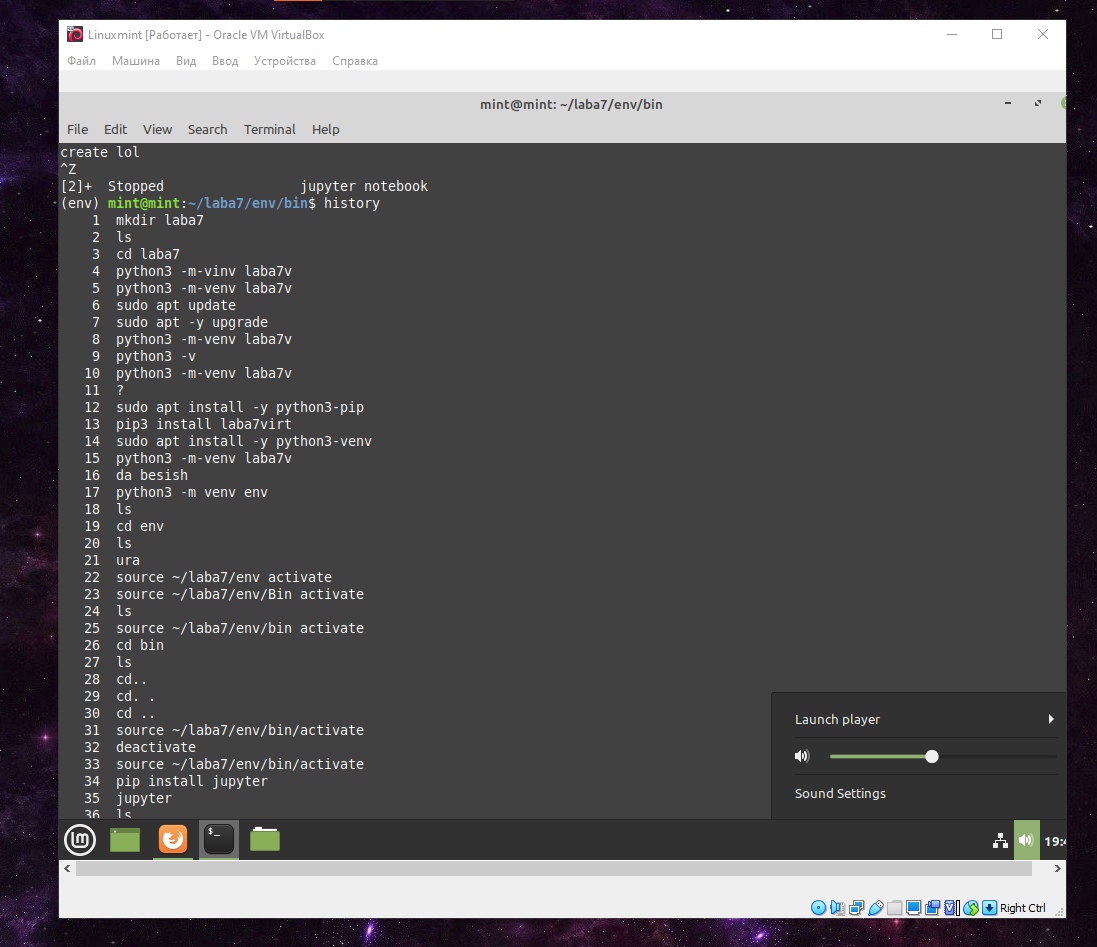 Linuxmint [Работает] - Oracle VM VirtualBox
Файл Машина Вид Ввод Устройства Справка
mint@mint: ~/laba7/env/bin
File Edit View Search Terminal Help
create lol
^Z
[2]+  Stopped                 jupyter notebook
(env) mint@mint:~/laba7/env/bin$ history
1  mkdir laba7
2  ls
3  cd laba7
4  python3 -m-vinv laba7v
5  python3 -m-venv laba7v
6  sudo apt update
7  sudo apt -y upgrade
8  python3 -m-venv laba7v
9  python3 -v
10  python3 -m-venv laba7v
11  ?
12  sudo apt install -y python3-pip
13  pip3 install laba7virt
14  sudo apt install -y python3-venv
15  python3 -m-venv laba7v
16  da besish
17  python3 -m venv env
18  ls
19  cd env
20  ls
21  ura
22  source ~/laba7/env activate
23  source ~/laba7/env/Bin activate
24  ls
25  source ~/laba7/env/bin activate
26  cd bin
27  ls
28  cd..
29  cd. .
30  cd ..
31  source ~/laba7/env/bin/activate
32  deactivate
33  source ~/laba7/env/bin/activate
34  pip install jupyter
35  jupyter
36  ls
Launch player
Sound Settings
$_
19:4
Right Ctrl